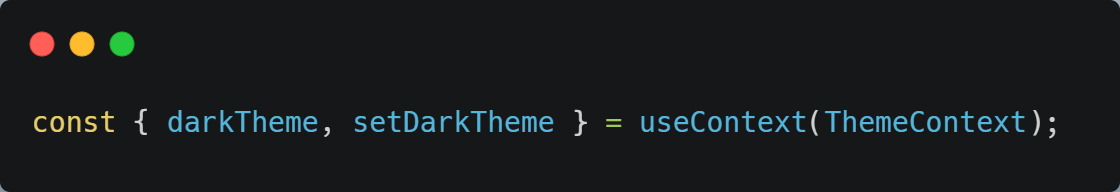 const { darkTheme, setDarkTheme } = useContext(ThemeContext);